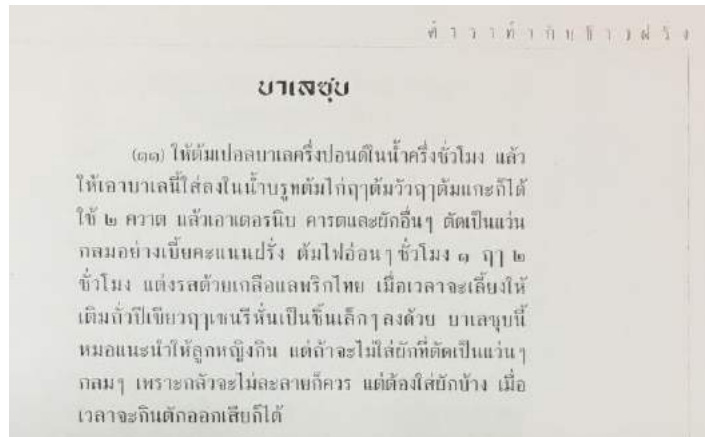 ตำราทำกับข้าวฝรั่ง
บาเลซุ่บ
(๑๑) ให้ต้มเปอลบาเลครึ่งปอนด์ในน้ำครึ่งชั่วโมง แล้ว
ให้เอาบาเลนี้ใส่ลงในน้ำบรูทต้มไก่ฤๅต้มวัวฤๅต้มแกะก็ได้
ใช้ ๒ ควาด แล้วเอาเตอรนิบ คารตและผักอื่นๆ ตัดเป็นแว่น
กลมอย่างเบี้ยคะแนนฝรั่ง ต้มไฟอ่อนๆ ชั่วโมง ๑ ฤๅ ๒
ชั่วโมง แต่งรสด้วยเกลือแลพริกไทย เมื่อเวลาจะเลี้ยงให้
เติมถั่วปีเขียวฤๅเซนรีหั่นเป็นชิ้นเล็กๆ ลงด้วย บาเลซุบนี้
หมอแนะนำให้ลูกหญิงกิน แต่ถ้าจะไม่ใส่ผักที่ตัดเป็นแว่นๆ
กลมๆ เพราะกลัวจะไม่ละลายก็ควร แต่ต้องใส่ผักบ้าง เมื่อ
เวลาจะกินตักออกเสียก็ได้